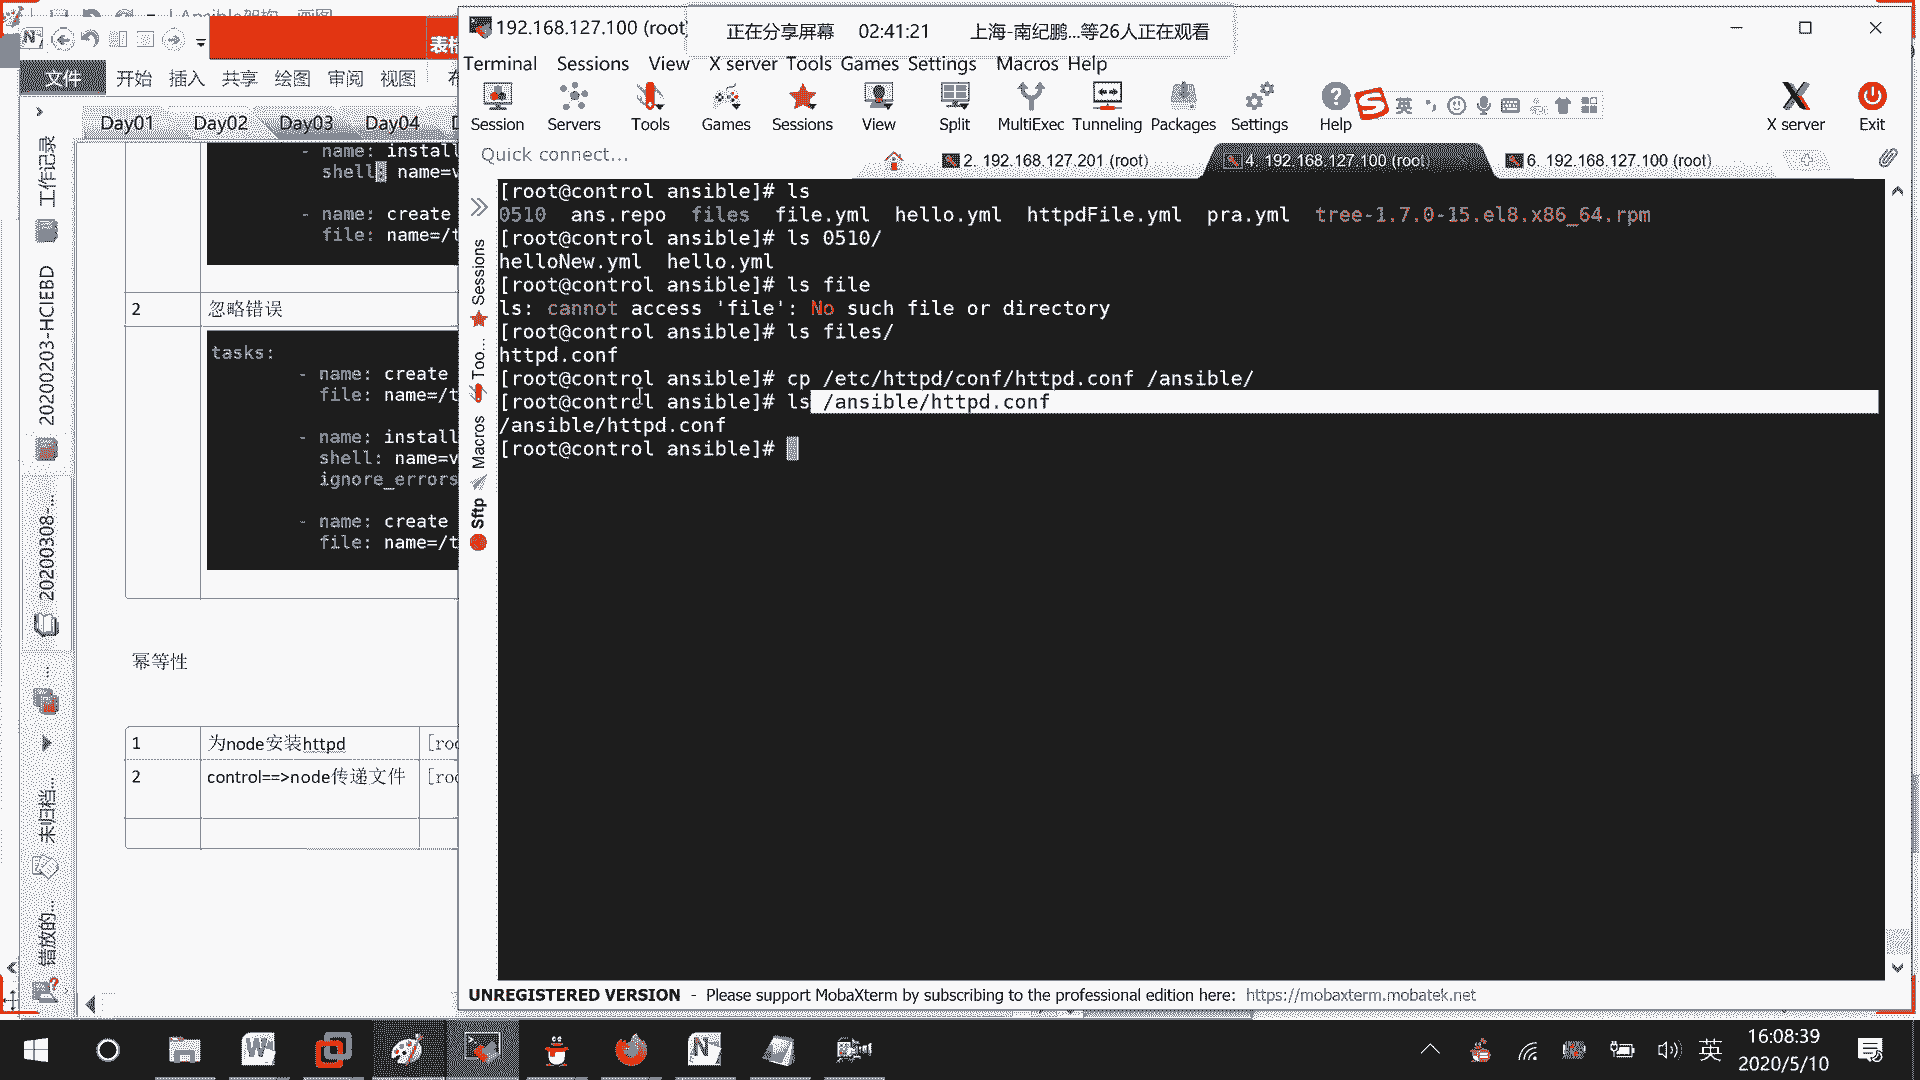 192.168.127.100 (root
正在分享屏幕 02:41:21 上海-南纪鹏...等26人正在观看
表格
文件 开始 插入 共享 绘图 审阅 视图
Terminal Sessions View X server Tools Games Settings Macros Help
Session Servers Tools Games Sessions View Split MultiExec Tunneling Packages Settings Help
英
X server Exit
Day01 Day02 Day03 Day04
Quick connect...
2. 192.168.127.201 (root)
4. 192.168.127.100 (root)
6. 192.168.127.100 (root)
工作记录
20200203-HCIEBD
20200308-...
未归档...
错放的...
- name: install
shell: name=v
- name: create
file: name=/t
2 忽略错误
tasks:
- name: create
file: name=/t
- name: install
shell: name=v
ignore_errors
- name: create
file: name=/t
幂等性
1 为node安装httpd [roo
2 control==>node传递文件 [roo
Sessions
Too...
Macros
Sftp
[root@control ansible]# ls
0510 ans.repo files file.yml hello.yml httpdFile.yml pra.yml tree-1.7.0-15.el8.x86_64.rpm
[root@control ansible]# ls 0510/
helloNew.yml hello.yml
[root@control ansible]# ls file
ls: cannot access 'file': No such file or directory
[root@control ansible]# ls files/
httpd.conf
[root@control ansible]# cp /etc/httpd/conf/httpd.conf /ansible/
[root@control ansible]# ls /ansible/httpd.conf
/ansible/httpd.conf
[root@control ansible]#
UNREGISTERED VERSION - Please support MobaXterm by subscribing to the professional edition here: https://mobaxterm.mobatek.net
英
16:08:39
2020/5/10